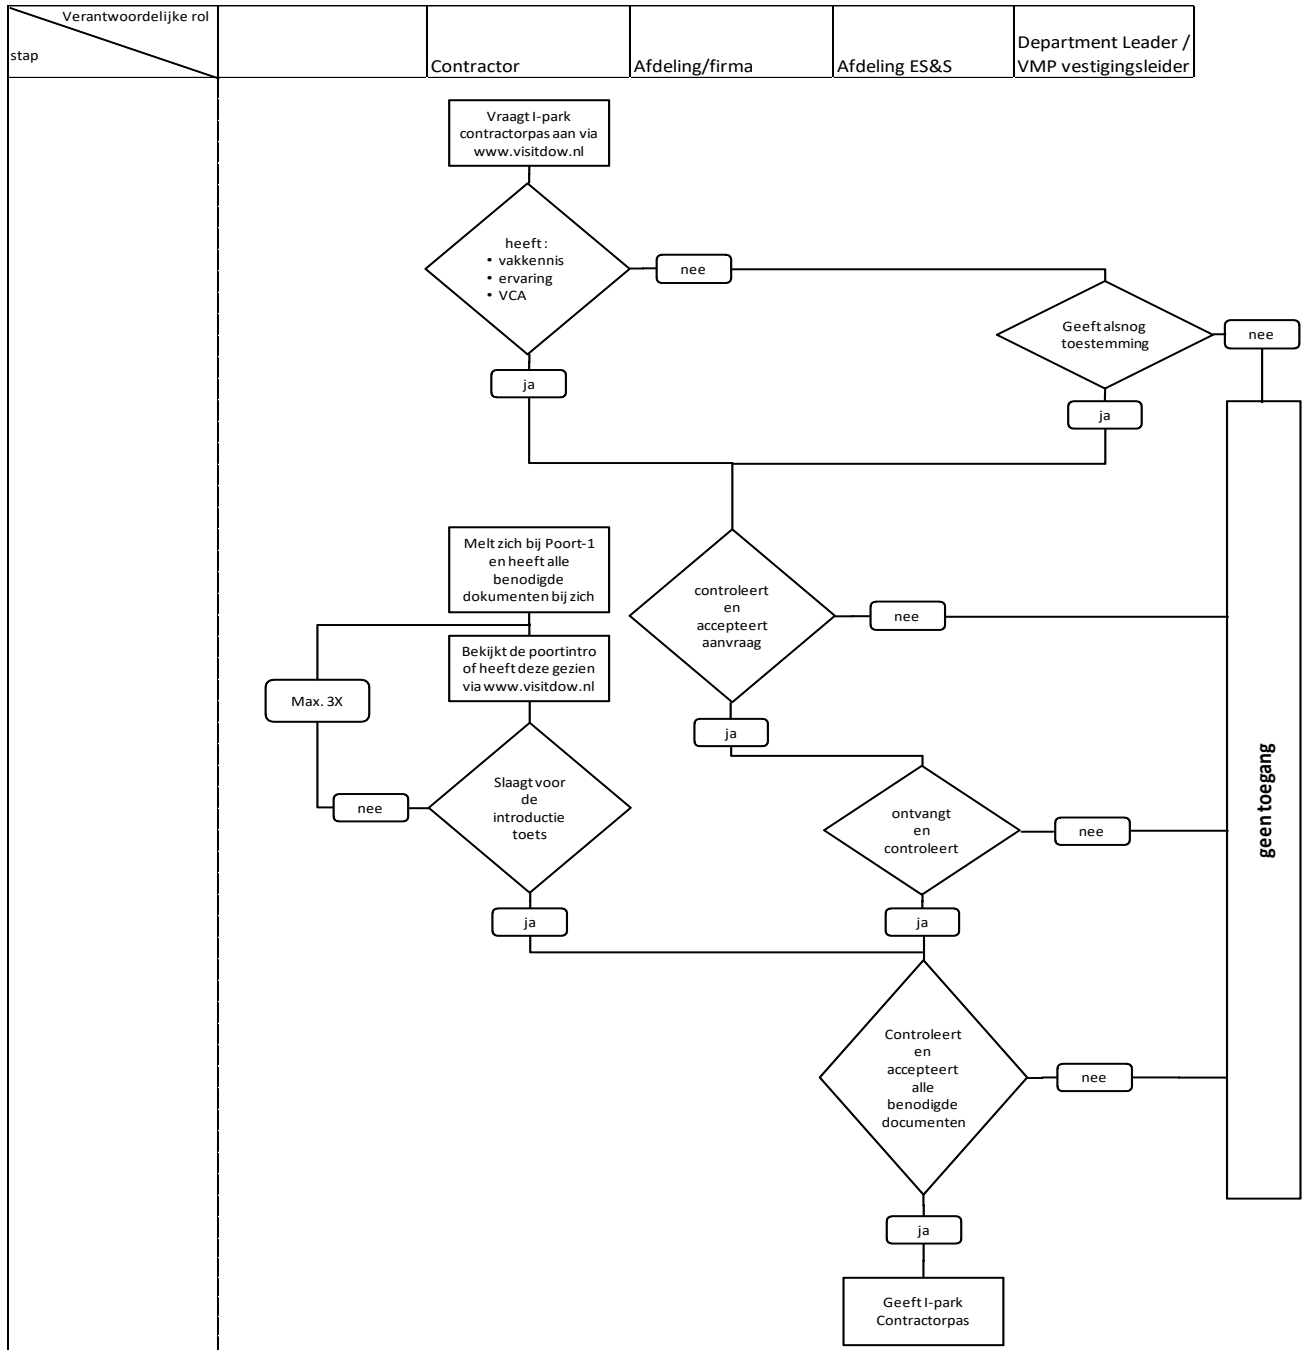 Verantwoordelijke rol
stap
Contractor
Afdeling/firma
Afdeling ES&S
Department Leader /
VMP vestigingsleider
Vraagt I-park
contractorpas aan via
www.visitdow.nl
heeft :
• vakkennis
• ervaring
• VCA
nee
Geeft alsnog
toestemming
nee
ja
ja
Melt zich bij Poort-1
en heeft alle
benodigde
dokumenten bij zich
controleert
en
accepteert
aanvraag
nee
Bekijkt de poortintro
of heeft deze gezien
via www.visitdow.nl
Max. 3X
ja
Slaagt voor
de
introductie
toets
nee
ontvangt
en
controleert
nee
geen toegang
ja
ja
Controleert
en
accepteert
alle
benodigde
documenten
nee
ja
Geeft I-park
Contractorpas